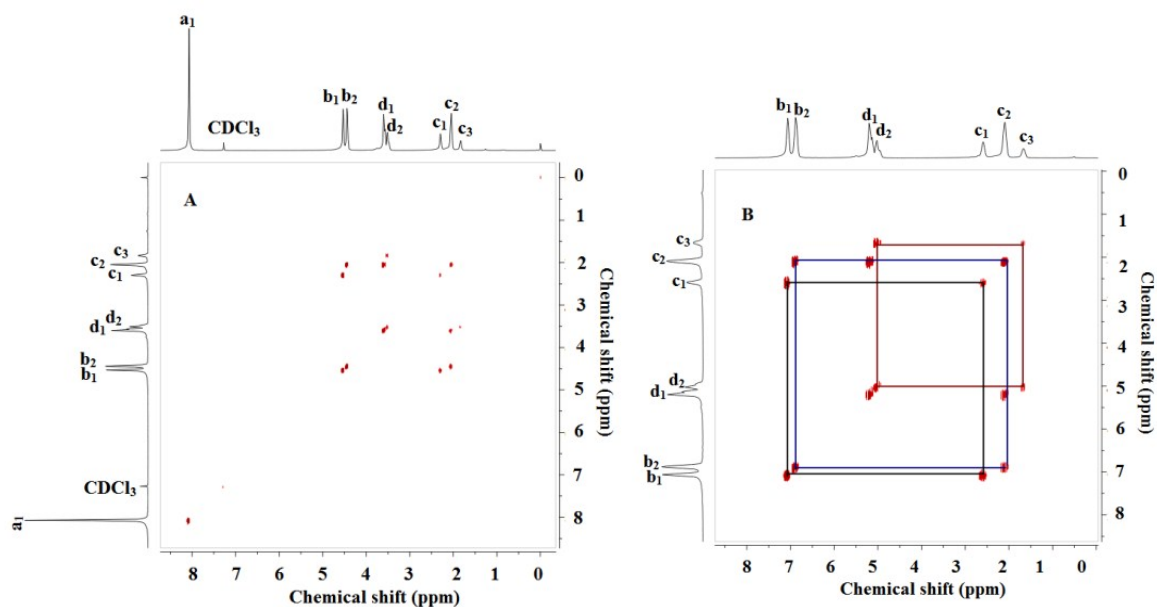 a₁
CDCl₃
b₁ b₂
d₁
d₂
c₁
c₂
c₃
A
c₃
c₂
c₁
d₂
d₁
b₂
b₁
CDCl₃
a₁
0
1
2
3
4
5
6
7
8
Chemical shift (ppm)
8 7 6 5 4 3 2 1 0
Chemical shift (ppm)
b₁
b₂
d₁
d₂
c₁
c₂
c₃
B
c₃
c₂
c₁
d₂
d₁
b₂
b₁
0
1
2
3
4
5
6
7
8
Chemical shift (ppm)
8 7 6 5 4 3 2 1 0
Chemical shift (ppm)